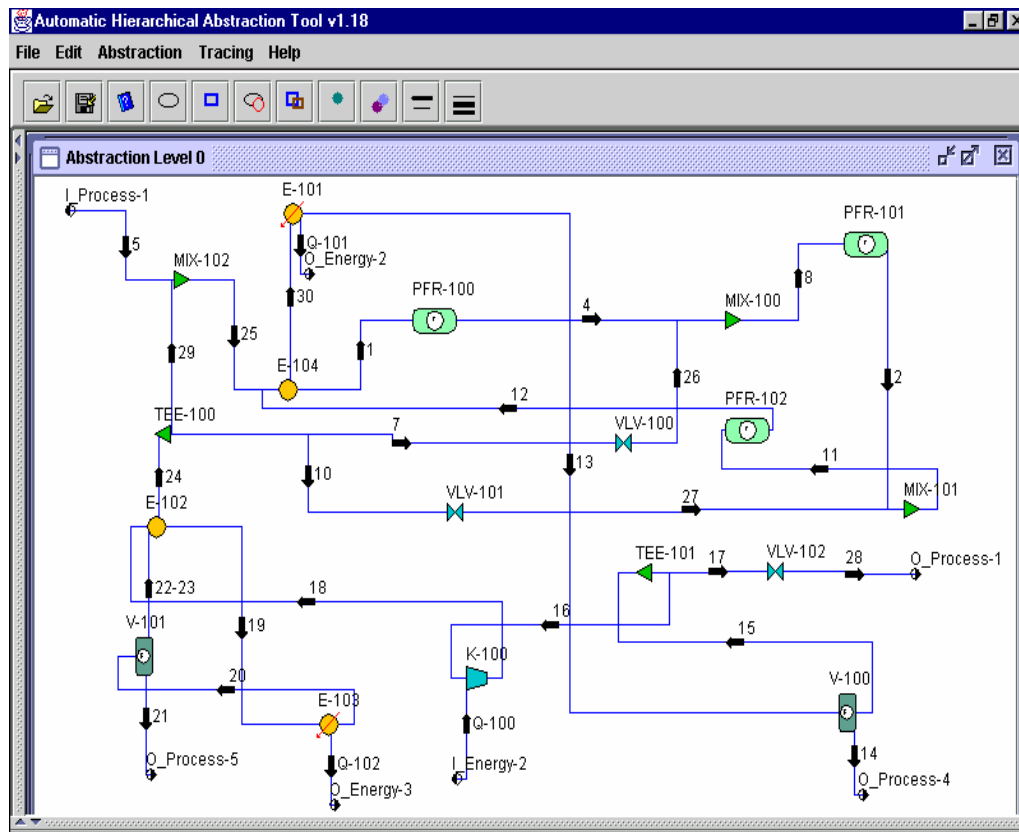 Automatic Hierarchical Abstraction Tool v1.18
File Edit Abstraction Tracing Help
Abstraction Level 0
I_Process-1
E-101
PFR-101
5
Q-101
MIX-102
O_Energy-2
8
PFR-100
30
4
MIX-100
25
29
1
E-104
26
2
12
PFR-102
TEE-100
7
VLV-100
10
13
11
24
VLV-101
27
MIX-101
E-102
TEE-101
17
VLV-102
28
O_Process-1
22-23
18
16
V-101
19
15
K-100
20
V-100
E-103
21
Q-100
O_Process-5
Q-102
I_Energy-2
14
O_Process-4
O_Energy-3